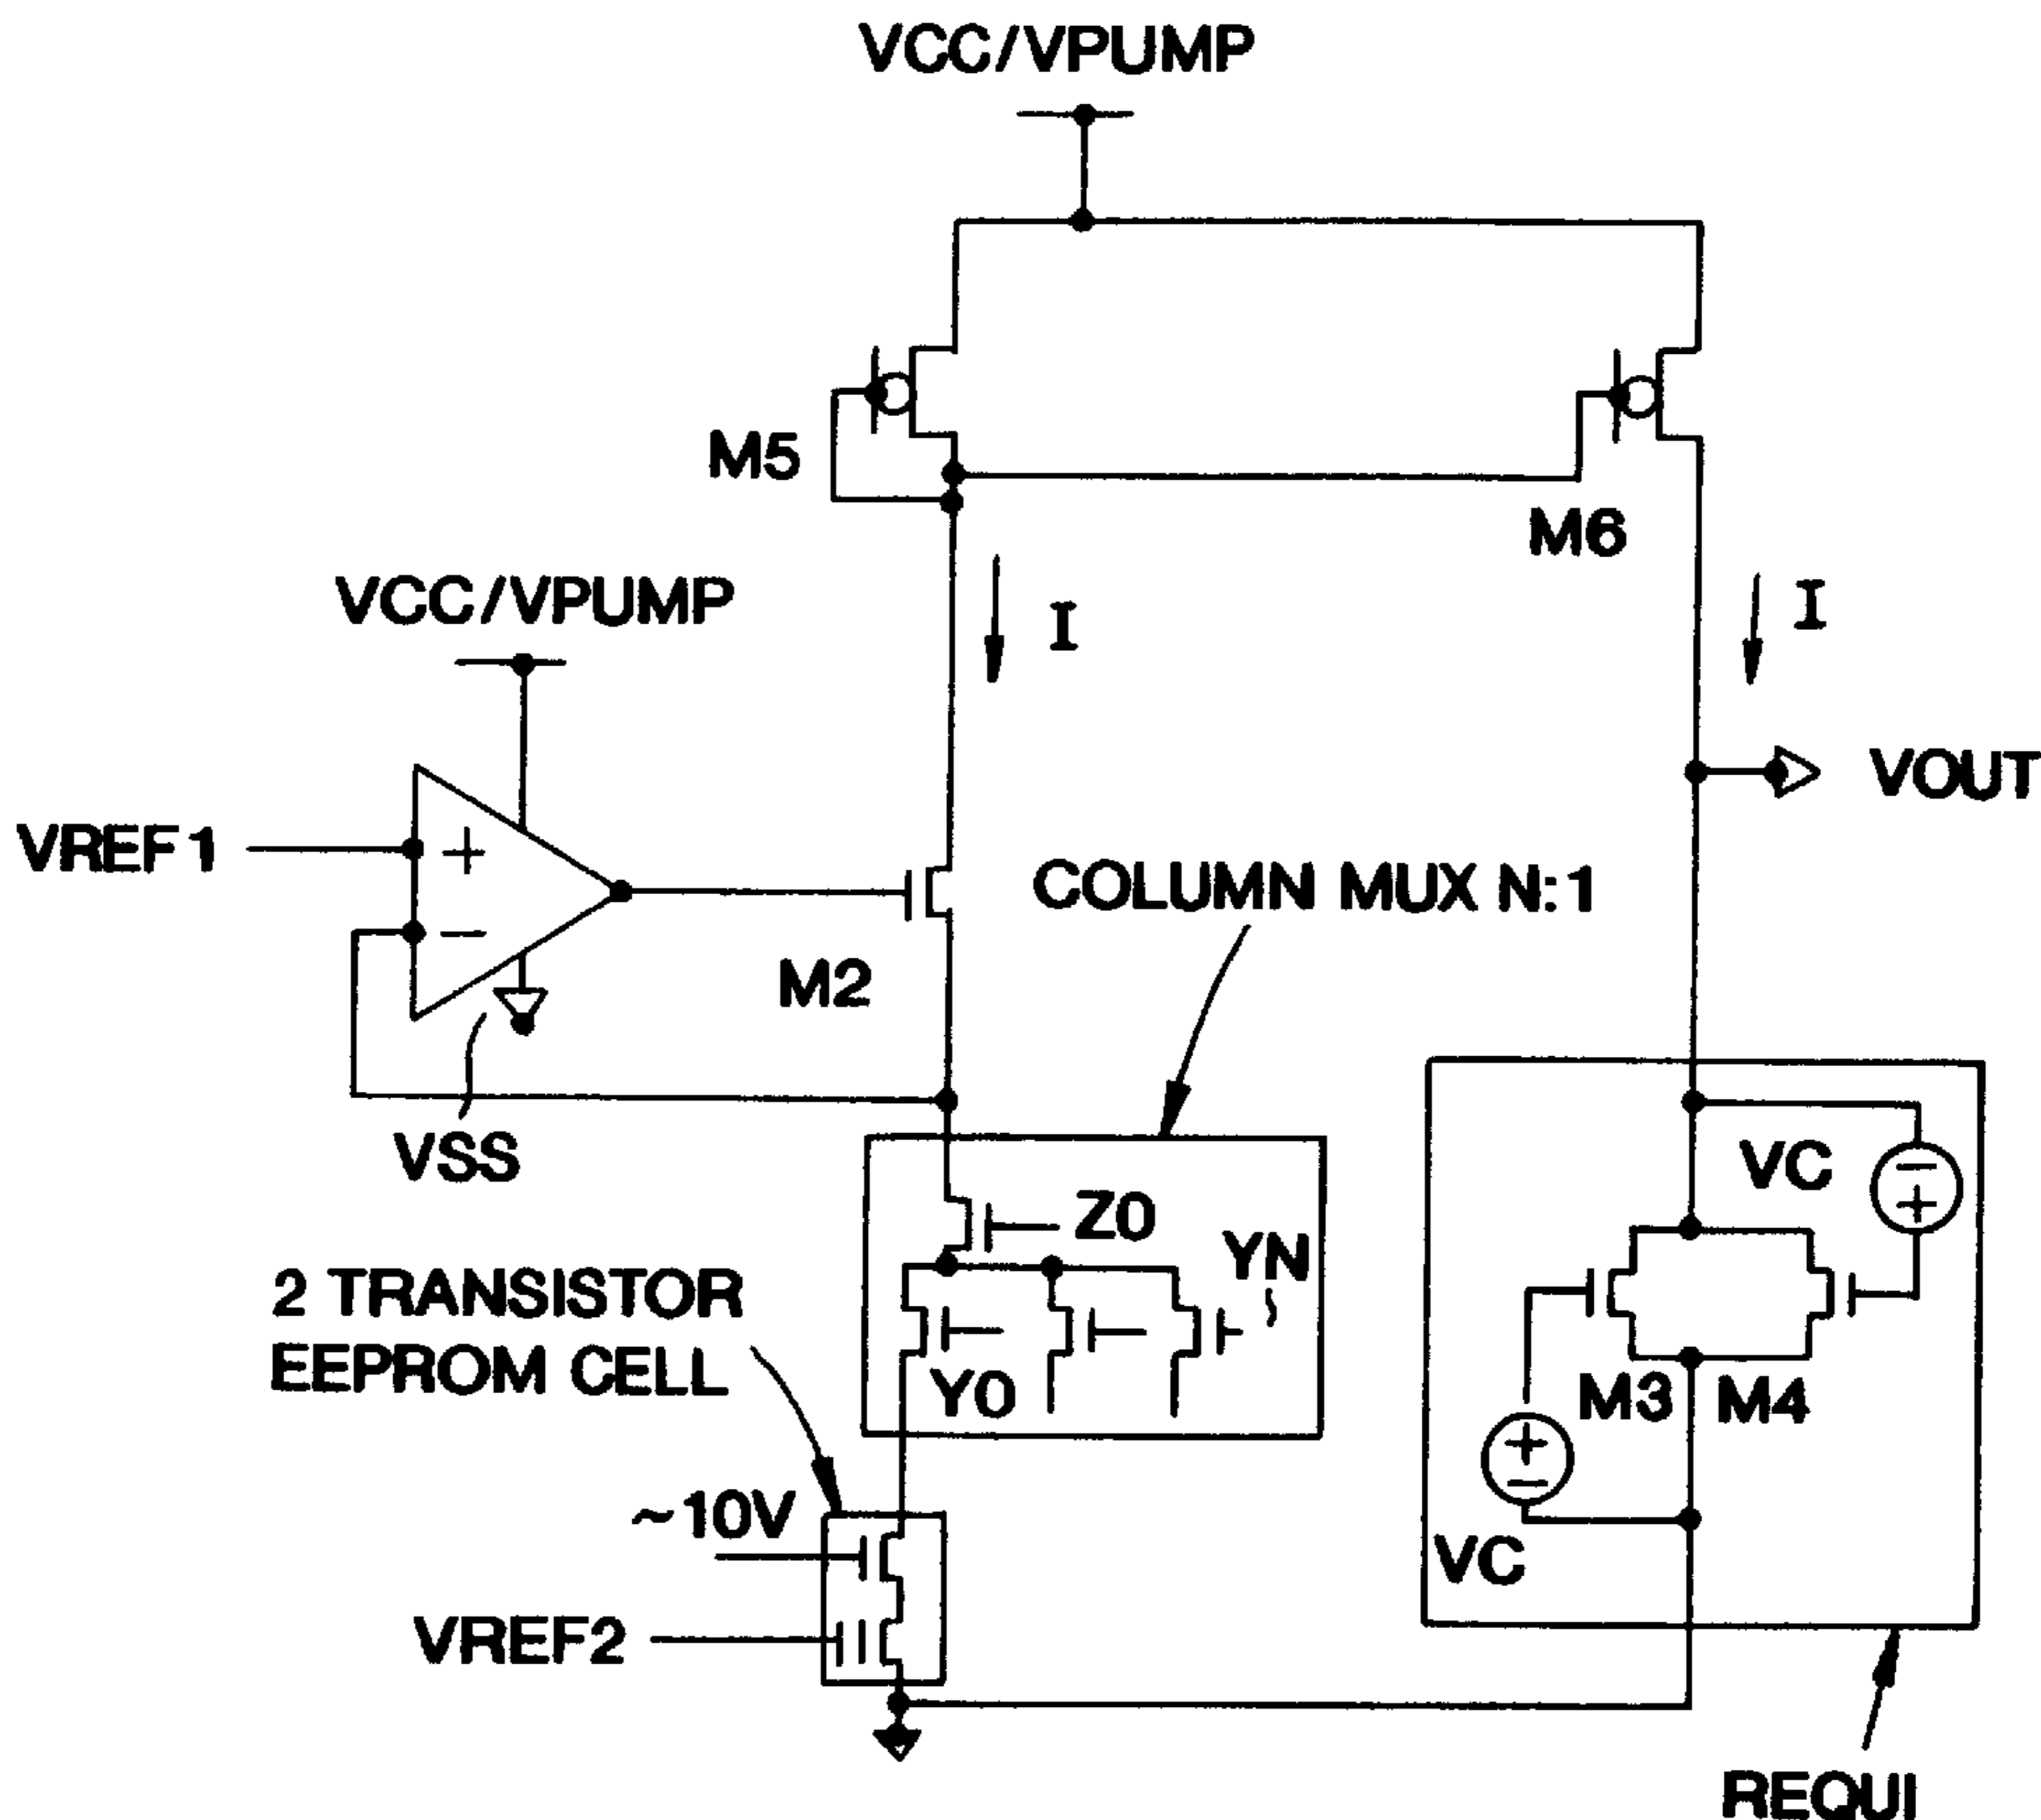 VCC/VPUMP
M5
M6
VCC/VPUMP
I
I
VREF1
+
−
VOUT
COLUMN MUX N:1
M2
VSS
VC
−
+
Z0
YN
2 TRANSISTOR
EEPROM CELL
Y0
M3
M4
+
−
~10V
VC
VREF2
REQUI